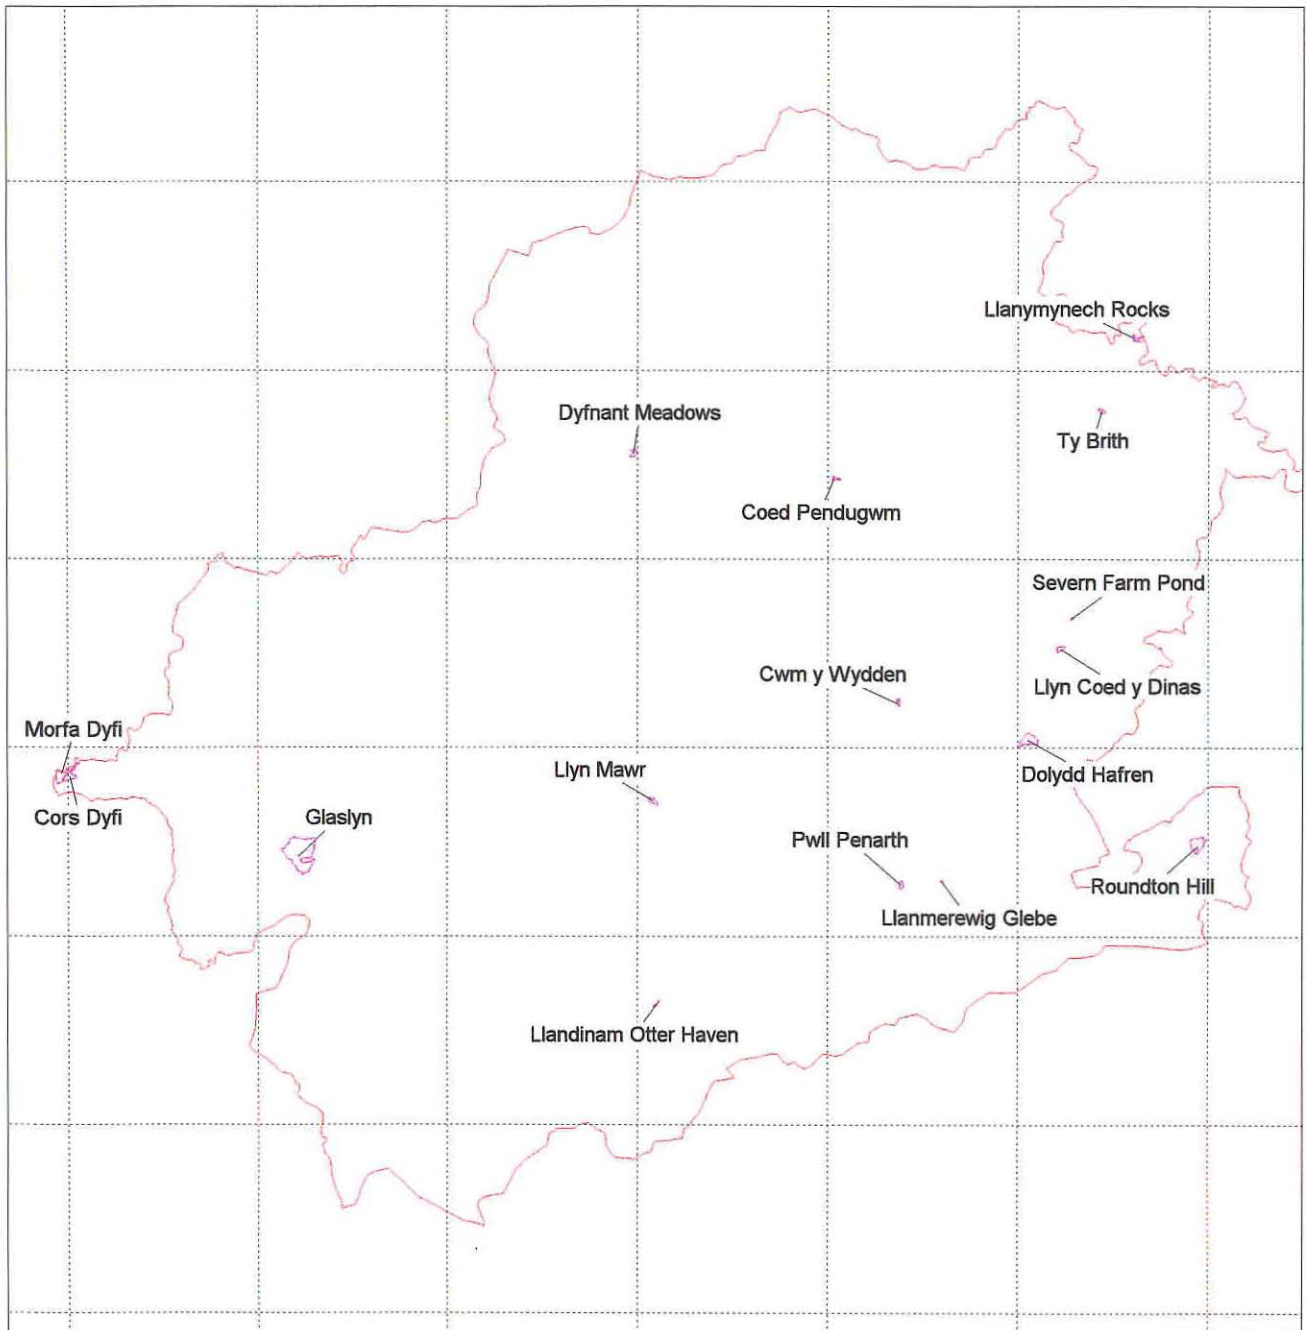 Llanymynech Rocks
Dyfnant Meadows
Ty Brith
Coed Pendugwm
Severn Farm Pond
Cwm y Wydden
Llyn Coed y Dinas
Morfa Dyfi
Llyn Mawr
Dolydd Hafren
Cors Dyfi
Glaslyn
Pwll Penarth
Roundton Hill
Llanmerewig Glebe
Llandinam Otter Haven